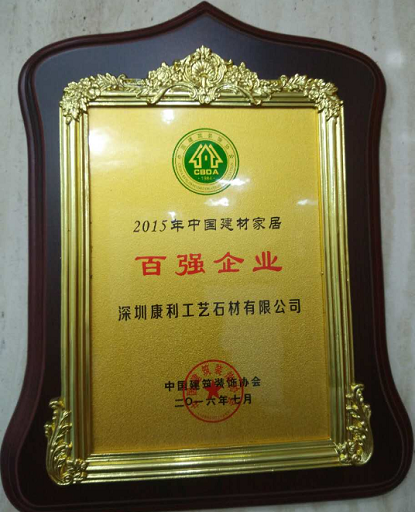 CBDA
2015年中国建材家居
百强企业
深圳康利工艺石材有限公司
中国建筑装饰协会
二〇一六年七月